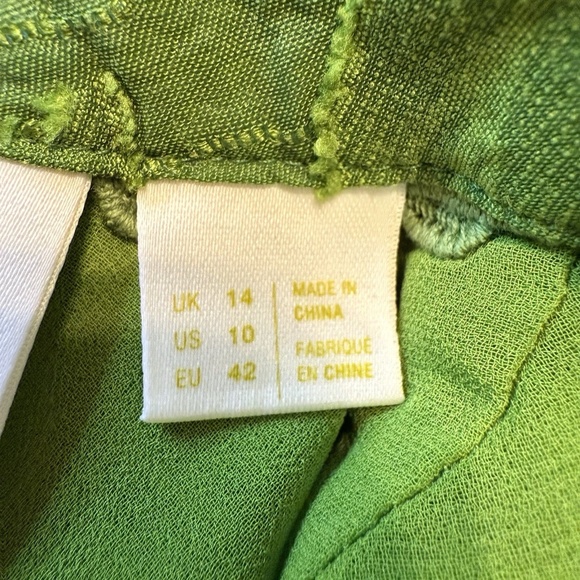 UK 14
US 10
EU 42
MADE IN
CHINA
FABRIQUÉ
EN CHINE